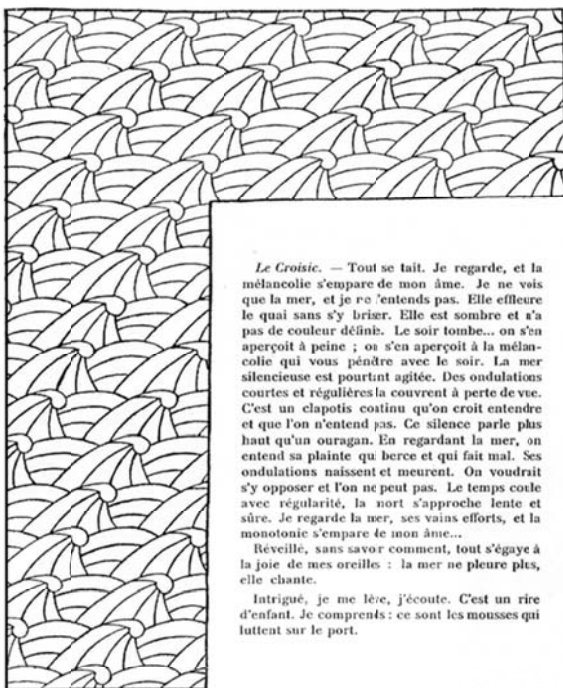 Le Croisic. — Tout se tait. Je regarde, et la
mélancolie s'empare de mon âme. Je ne vois
que la mer, et je ne l'entends pas. Elle effleure
le quai sans s'y briser. Elle est sombre et n'a
pas de couleur définie. Le soir tombe... on s'en
aperçoit à peine ; on s'en aperçoit à la mélan-
colie qui vous pénètre avec le soir. La mer
silencieuse est pourtant agitée. Des ondulations
courtes et régulières la couvrent à perte de vue.
C'est un clapotis continu qu'on croit entendre
et que l'on n'entend pas. Ce silence parle plus
haut qu'un ouragan. En regardant la mer, on
entend sa plainte qui berce et qui fait mal. Ses
ondulations naissent et meurent. On voudrait
s'y opposer et l'on ne peut pas. Le temps coule
avec régularité, la mort s'approche lente et
sûre. Je regarde la mer, ses vains efforts, et la
monotonie s'empare de mon âme...
Réveillé, sans savoir comment, tout s'égaye à
la joie de mes oreilles : la mer ne pleure plus,
elle chante.
Intrigué, je me lève, j'écoute. C'est un rire
d'enfant. Je comprends : ce sont les mousses qui
luttent sur le port.